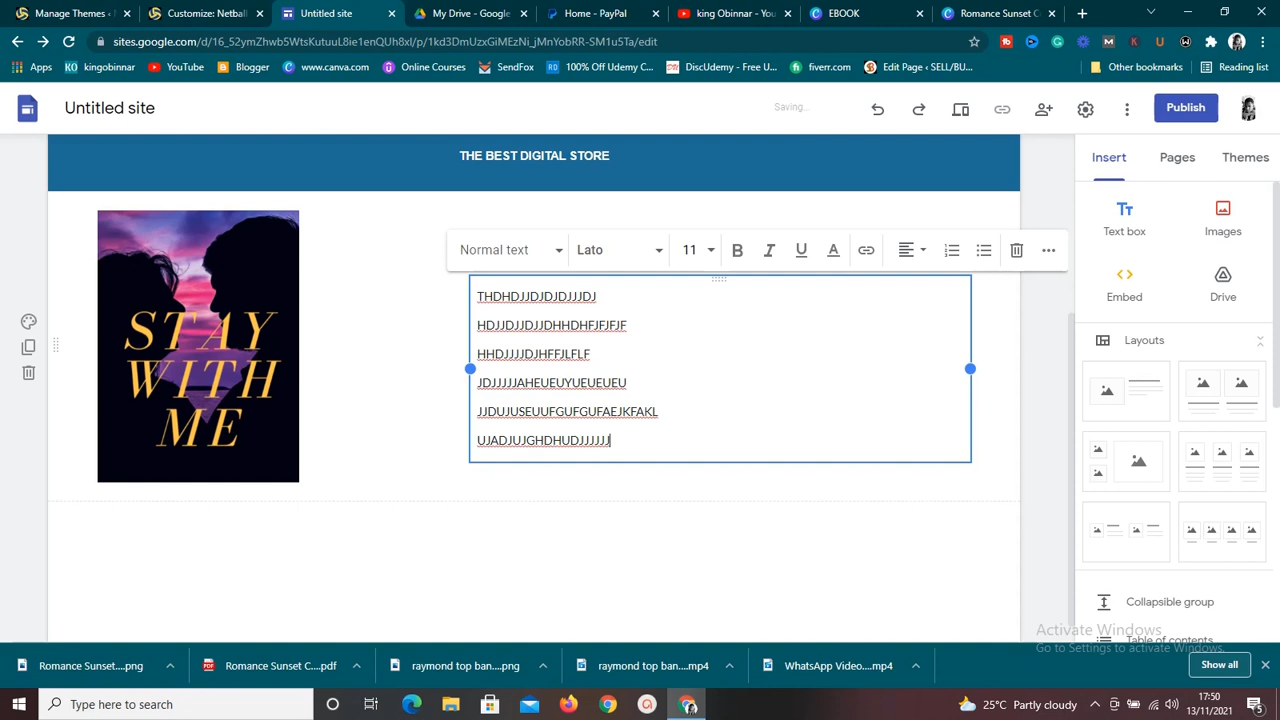 Manage Themes ‹
Customize: Netball
Untitled site
My Drive - Google
Home - PayPal
king Obinnar - You
EBOOK
Romance Sunset C
sites.google.com/d/16_52ymZhwb5WtsKutuuL8ie1enQUh8xI/p/1kd3DmUzxGiMEzNi_jMnYobRR-SM1u5Ta/edit
Apps
kingobinnar
YouTube
Blogger
www.canva.com
Online Courses
SendFox
100% Off Udemy C...
DiscUdemy - Free U...
fiverr.com
Edit Page ‹ SELL/BU...
Other bookmarks
Reading list
Untitled site
Saving...
Publish
THE BEST DIGITAL STORE
Insert
Pages
Themes
Text box
Images
Embed
Drive
Layouts
Collapsible group
Table of contents
Normal text
Lato
11
STAY
WITH
ME
THDHDJJDJDJDJJJDJ
HDJJDJJDJJDHHDHFJFJFJF
HHDJJJJDJHFFJLFLF
JDJJJJJAHEUEUYUEUEUEU
JJDUJUSEUUFGUFGUFAEJKFAKL
UJADJUJGHDHUDJJJJJJ
Activate Windows
Go to Settings to activate Windows.
Romance Sunset....png
Romance Sunset C....pdf
raymond top ban....png
raymond top ban....mp4
WhatsApp Video....mp4
Show all
Type here to search
25°C Partly cloudy
17:50
13/11/2021
5